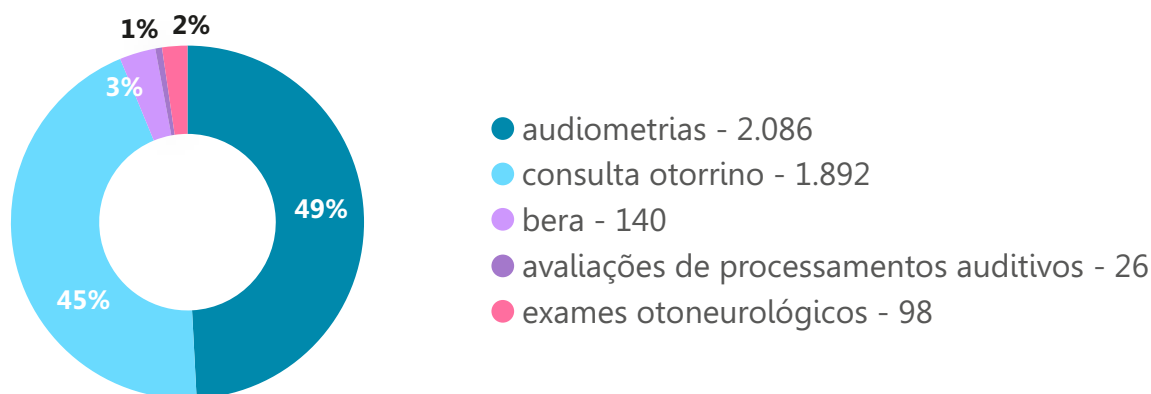 1% 2%
3%
49%
45%
audiometrias - 2.086
consulta otorrino - 1.892
bera - 140
avaliações de processamentos auditivos - 26
exames otoneurológicos - 98